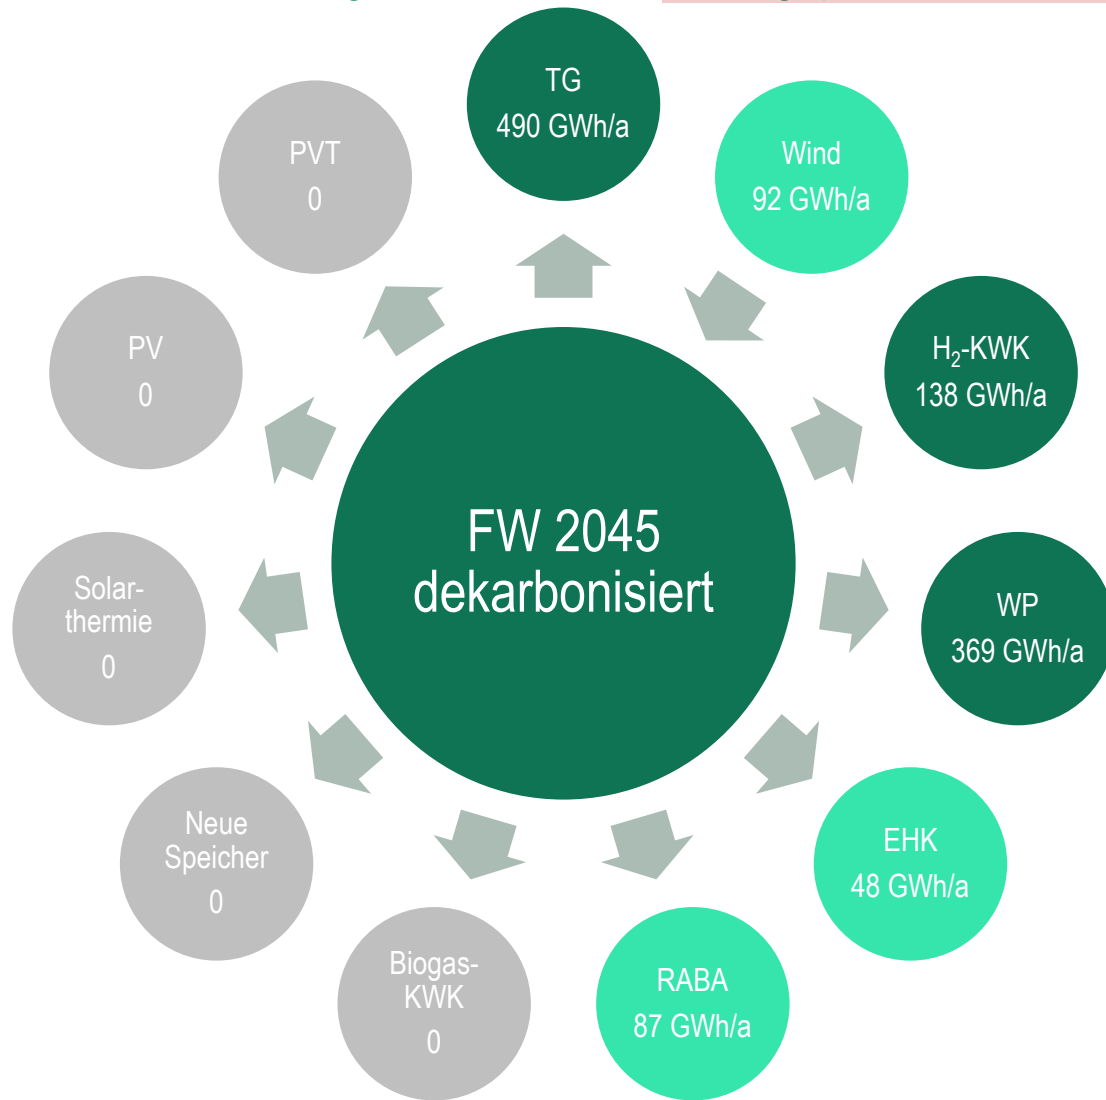 TG
490 GWh/a
Wind
92 GWh/a
H₂-KWK
138 GWh/a
WP
369 GWh/a
EHK
48 GWh/a
RABA
87 GWh/a
Biogas-
KWK
0
Neue
Speicher
0
Solar-
thermie
0
PV
0
PVT
0
FW 2045
dekarbonisiert